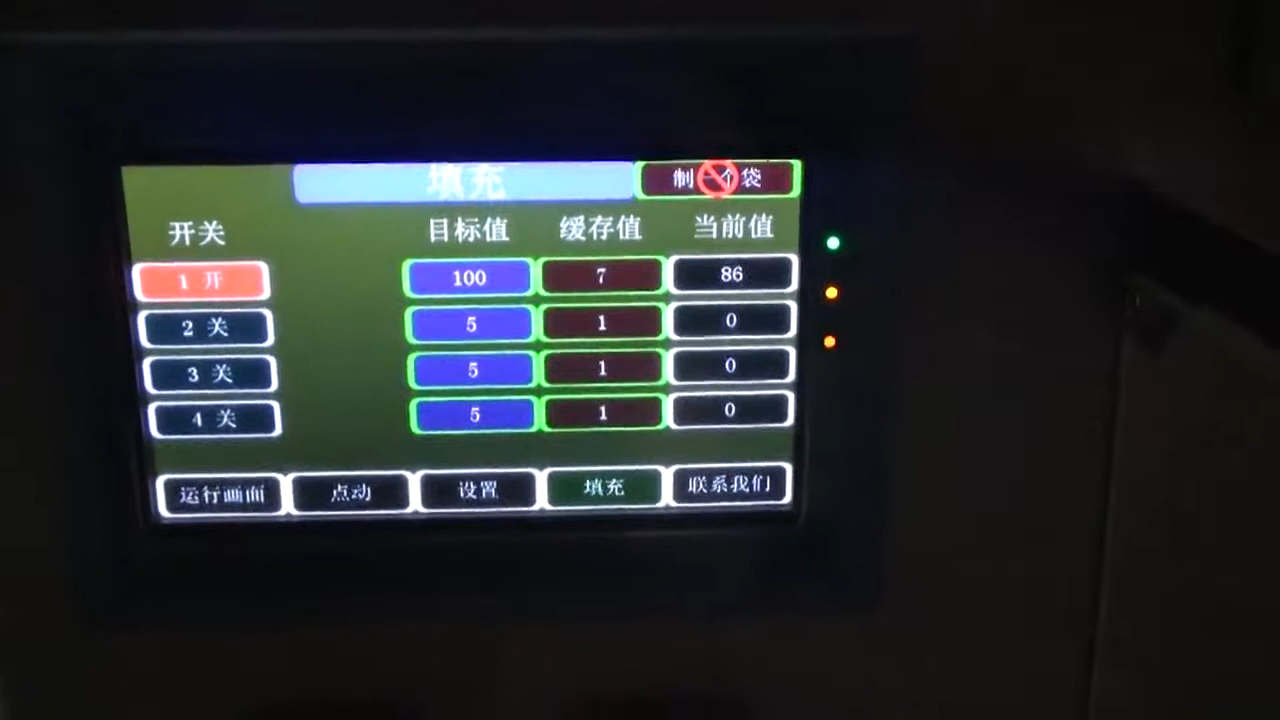 填充
制一个袋
开关 目标值 缓存值 当前值
1 开 100 7 86
2 关 5 1 0
3 关 5 1 0
4 关 5 1 0
运行画面 点动 设置 填充 联系我们